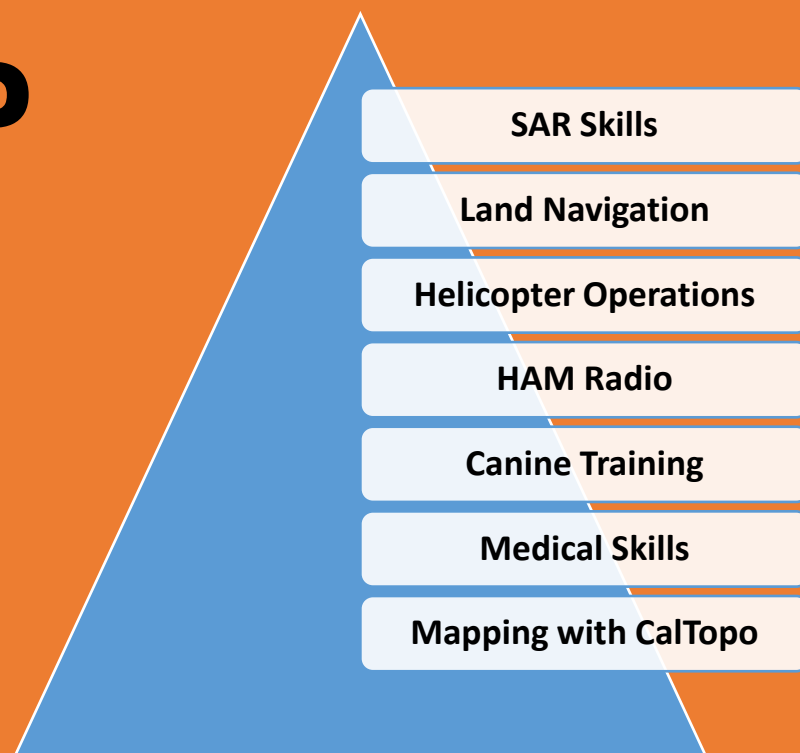 SAR Skills
Land Navigation
Helicopter Operations
HAM Radio
Canine Training
Medical Skills
Mapping with CalTopo